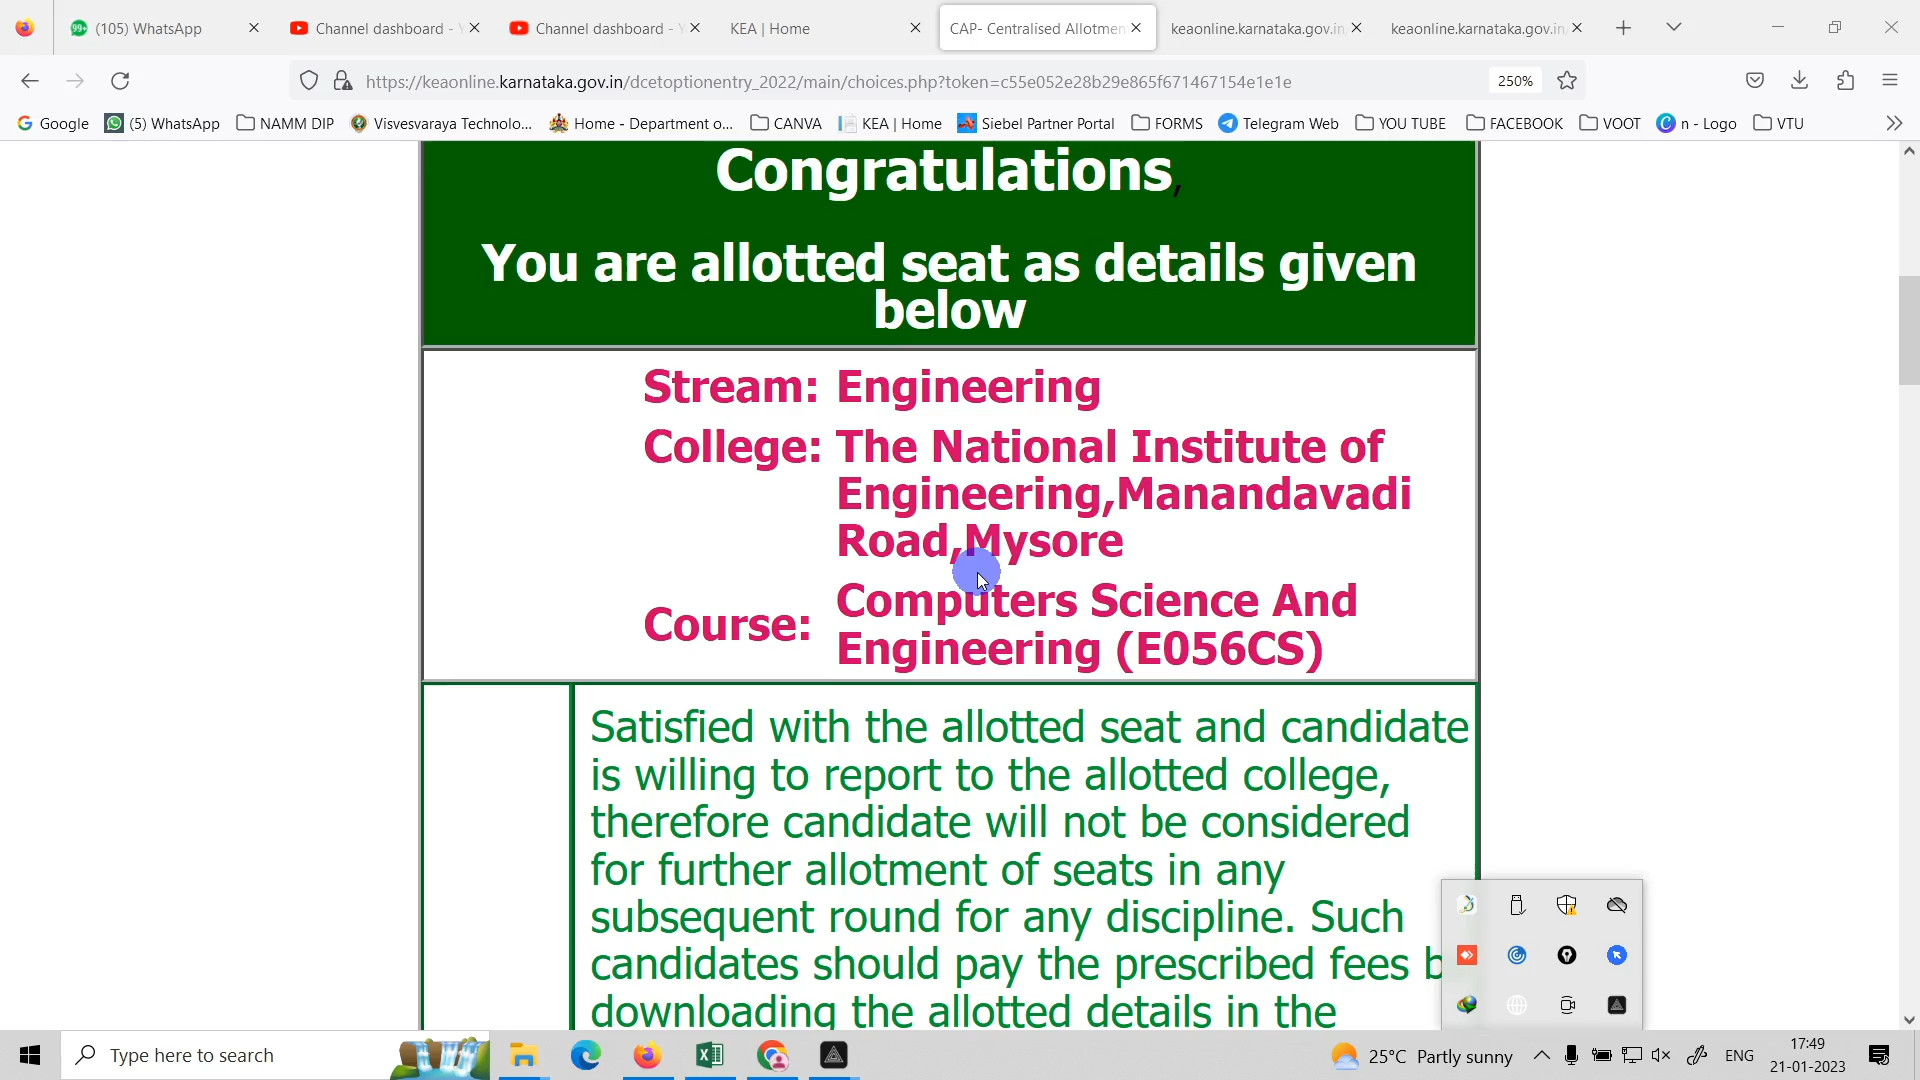 (105) WhatsApp
Channel dashboard - Y
Channel dashboard - Y
KEA | Home
CAP- Centralised Allotmen
keaonline.karnataka.gov.in
keaonline.karnataka.gov.in
https://keaonline.karnataka.gov.in/dcetoptionentry_2022/main/choices.php?token=c55e052e28b29e865f671467154e1e1e
250%
Google
(5) WhatsApp
NAMM DIP
Visvesvaraya Technolo...
Home - Department o...
CANVA
KEA | Home
Siebel Partner Portal
FORMS
Telegram Web
YOU TUBE
FACEBOOK
VOOT
n - Logo
VTU
Congratulations,
You are allotted seat as details given
below
Stream: Engineering
College: The National Institute of
Engineering,Manandavadi
Road,Mysore
Course: Computers Science And
Engineering (E056CS)
Satisfied with the allotted seat and candidate
is willing to report to the allotted college,
therefore candidate will not be considered
for further allotment of seats in any
subsequent round for any discipline. Such
candidates should pay the prescribed fees b
downloading the allotted details in the
Type here to search
25°C Partly sunny
ENG
17:49
21-01-2023